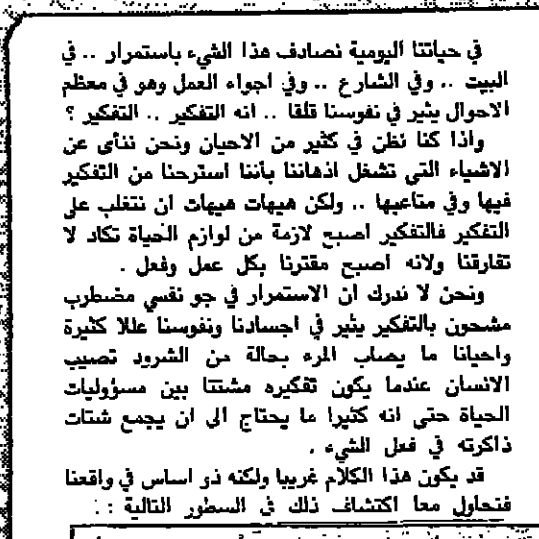 في حياتنا اليومية نصادف هذا الشيء باستمرار .. في
البيت .. وفي الشارع .. وفي اجواء العمل وهو في معظم
الاحوال يثير في نفوسنا قلقا .. انه التفكير .. التفكير ؟
واذا كنا نظن في كثير من الاحيان ونحن ننأى عن
الاشياء التي تشغل اذهاننا بأننا استرحنا من التفكير
فيها وفي متاعبها .. ولكن هيهات هيهات ان نتغلب على
التفكير فالتفكير اصبح لازمة من لوازم الحياة تكاد لا
تفارقنا ولانه اصبح مقترنا بكل عمل وفعل .
ونحن لا ندرك ان الاستمرار في جو نفسي مضطرب
مشحون بالتفكير يثير في اجسادنا ونفوسنا عللا كثيرة
واحيانا ما يصاب المرء بحالة من الشرود تصيب
الانسان عندما يكون تفكيره مشتتا بين مسؤوليات
الحياة حتى انه كثيرا ما يحتاج الى ان يجمع شتات
ذاكرته في فعل الشيء .
قد يكون هذا الكلام غريبا ولكنه ذو اساس في واقعنا
فنحاول معا اكتشاف ذلك في السطور التالية :